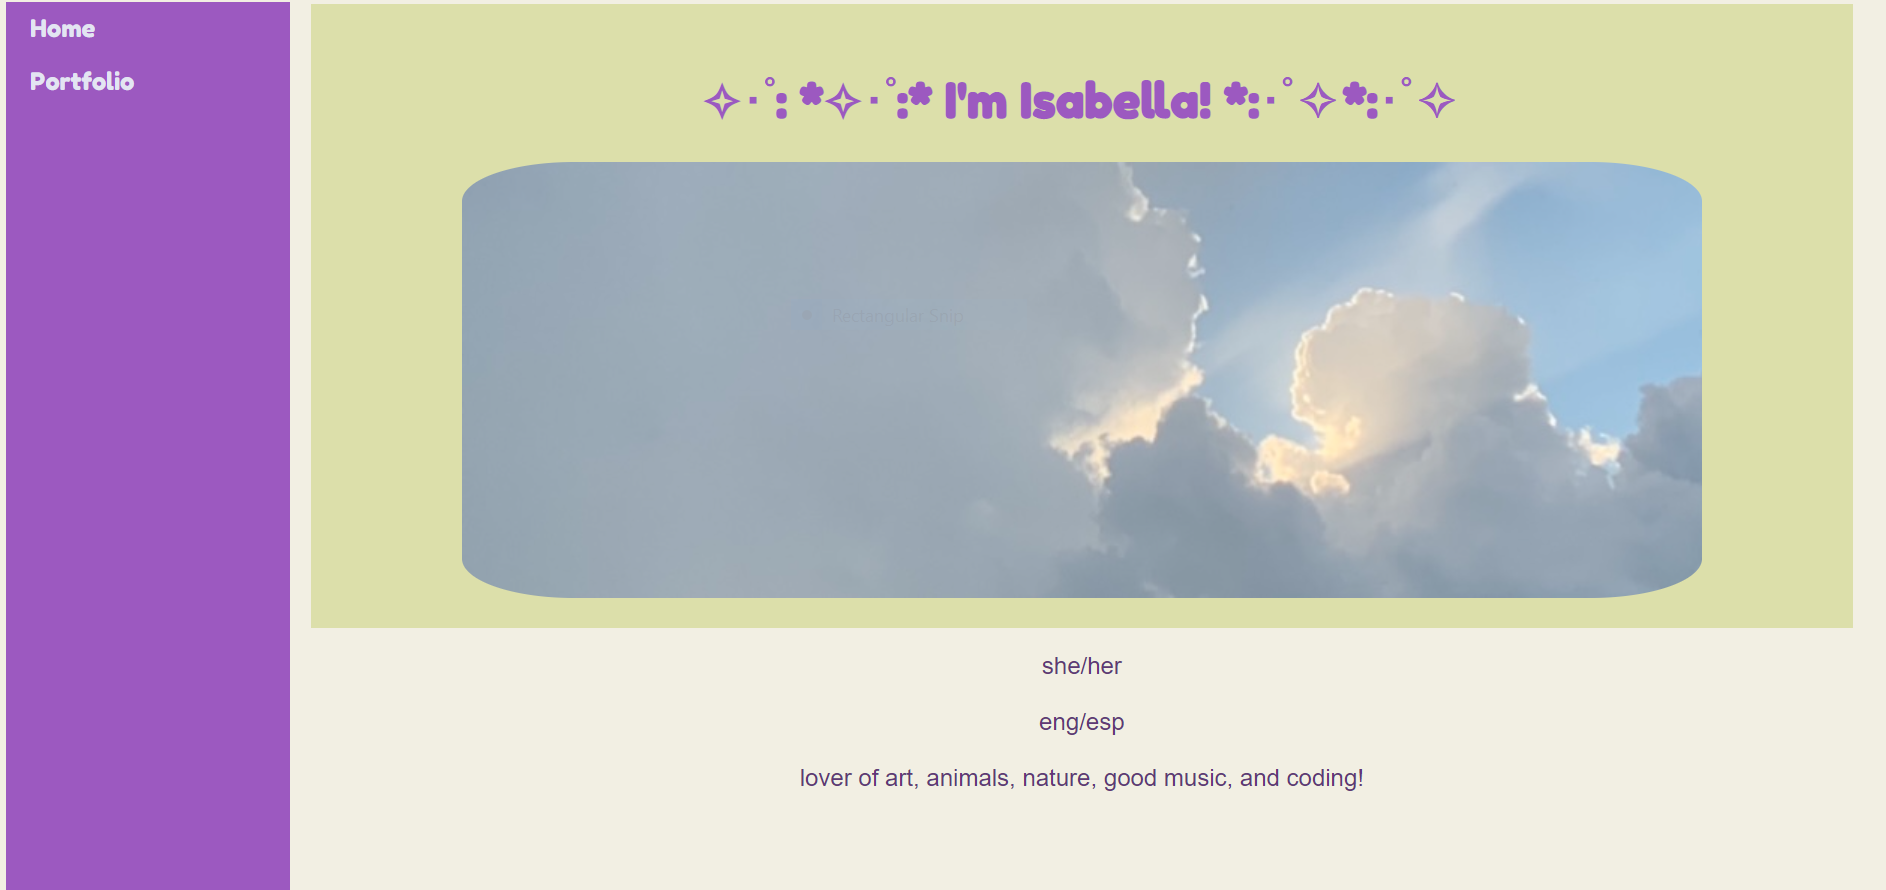 Home
Portfolio
✧･ﾟ: *✧･ﾟ:* I'm Isabella! *:･ﾟ✧*:･ﾟ✧
Rectangular Snip
she/her
eng/esp
lover of art, animals, nature, good music, and coding!